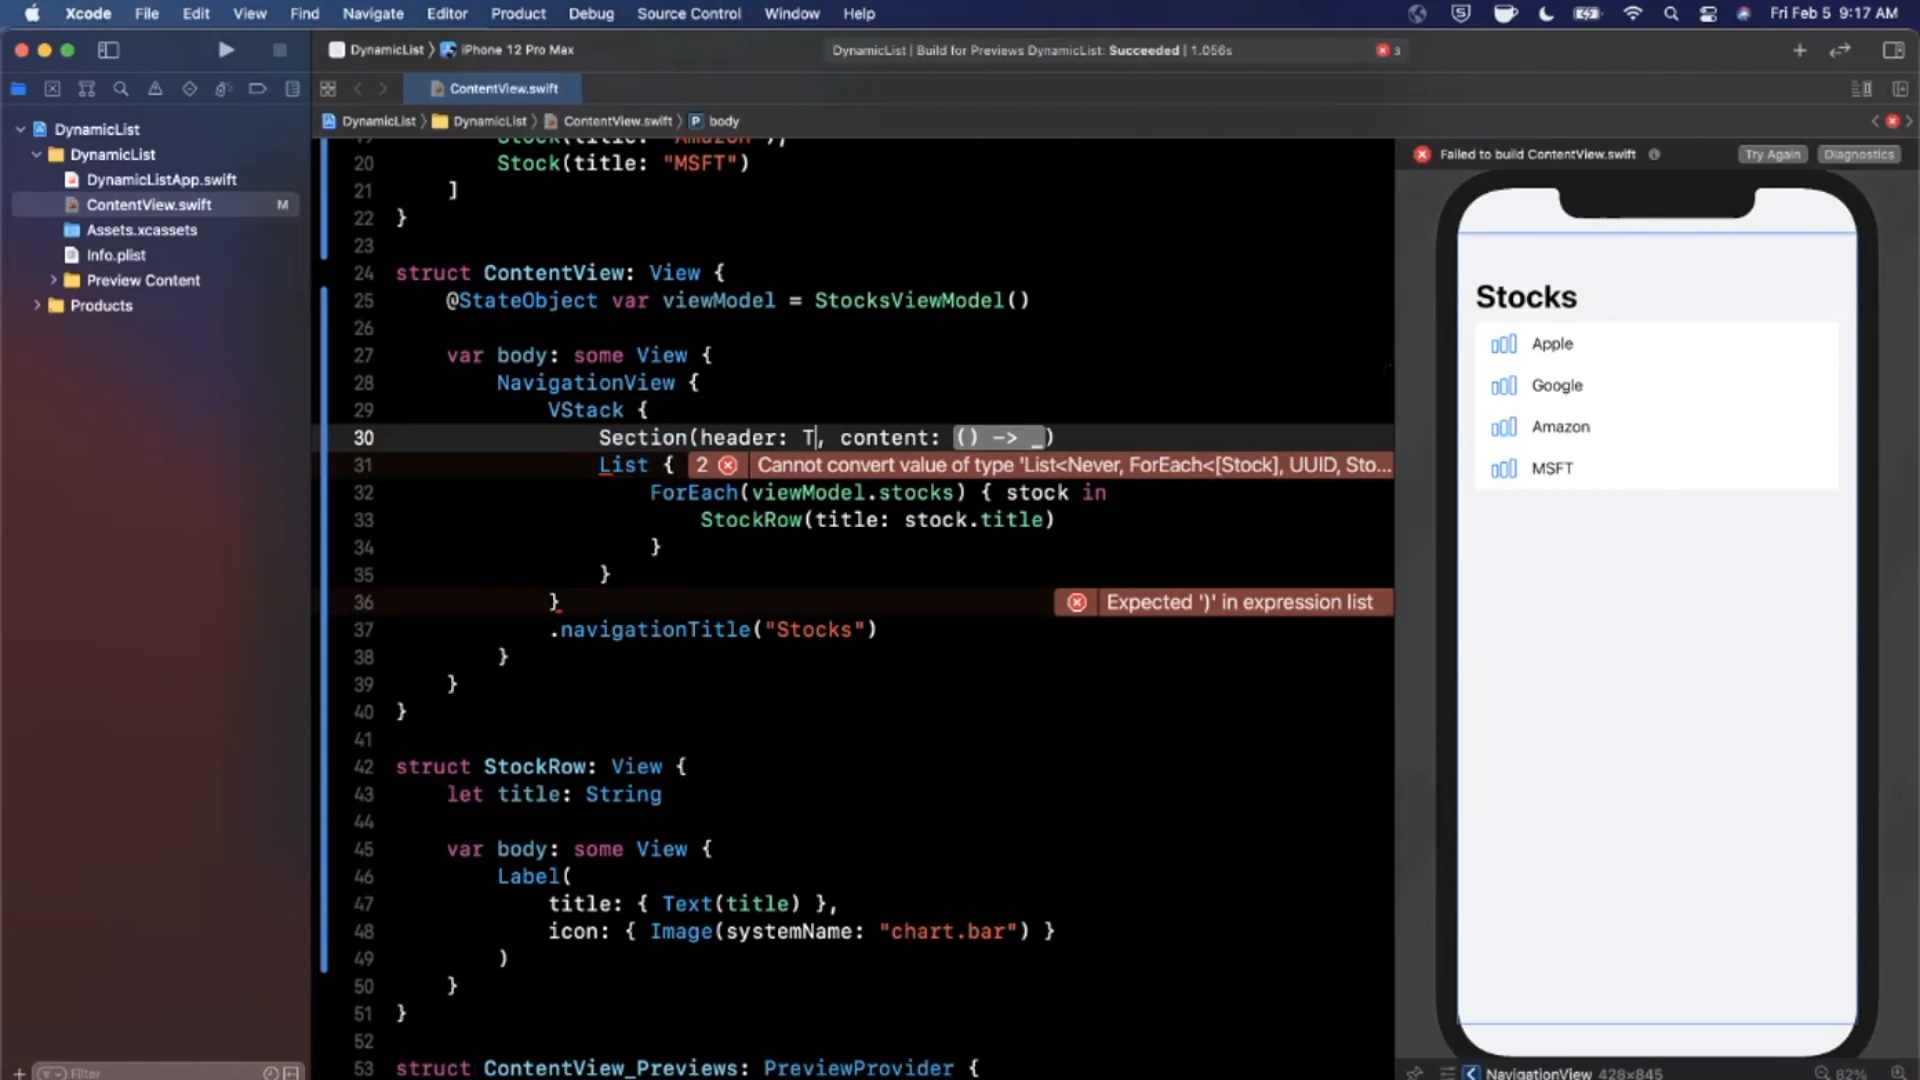 Xcode File Edit View Find Navigate Editor Product Debug Source Control Window Help Fri Feb 5 9:17 AM
DynamicList iPhone 12 Pro Max DynamicList | Build for Previews DynamicList: Succeeded | 1.056s 3
ContentView.swift
DynamicList DynamicList ContentView.swift P body
DynamicList
DynamicList
DynamicListApp.swift
ContentView.swift M
Assets.xcassets
Info.plist
Preview Content
Products
Filter
19 Stock(title: "Amazon"),
20 Stock(title: "MSFT")
21 ]
22 }
23
24 struct ContentView: View {
25 @StateObject var viewModel = StocksViewModel()
26
27 var body: some View {
28 NavigationView {
29 VStack {
30 Section(header: T, content: () -> _)
31 List { 2 Cannot convert value of type 'List<Never, ForEach<[Stock], UUID, Sto...
32 ForEach(viewModel.stocks) { stock in
33 StockRow(title: stock.title)
34 }
35 }
36 } Expected ')' in expression list
37 .navigationTitle("Stocks")
38 }
39 }
40 }
41
42 struct StockRow: View {
43 let title: String
44
45 var body: some View {
46 Label(
47 title: { Text(title) },
48 icon: { Image(systemName: "chart.bar") }
49 )
50 }
51 }
52
53 struct ContentView_Previews: PreviewProvider {
Failed to build ContentView.swift Try Again Diagnostics
Stocks
Apple
Google
Amazon
MSFT
NavigationView 428x845 82%